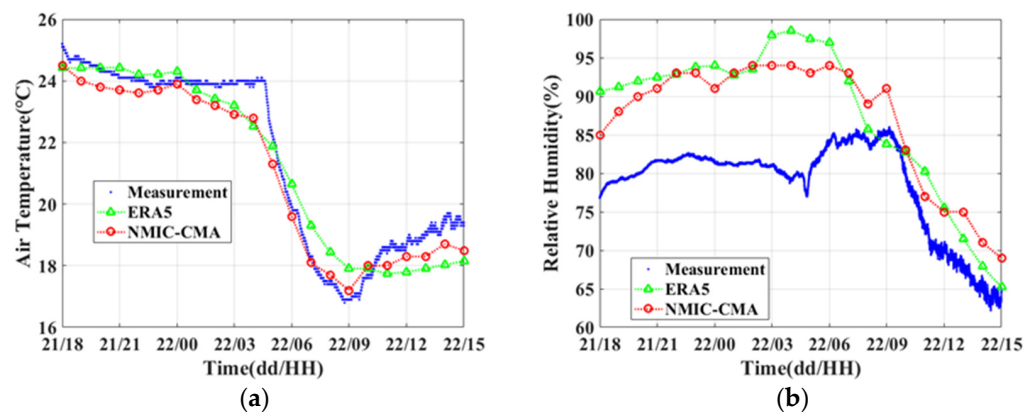 26
24
22
20
18
16
Air Temperature(°C)
Measurement
ERA5
NMIC-CMA
21/18 21/21 22/00 22/03 22/06 22/09 22/12 22/15
Time(dd/HH)
(a)
100
95
90
85
80
75
70
65
60
Relative Humidity(%)
Measurement
ERA5
NMIC-CMA
21/18 21/21 22/00 22/03 22/06 22/09 22/12 22/15
Time(dd/HH)
(b)